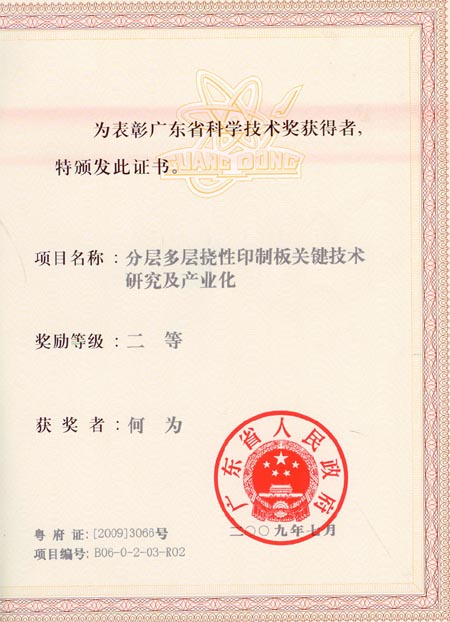 GUANG DONG
为表彰广东省科学技术奖获得者，
特颁发此证书。
项目名称：分层多层挠性印制板关键技术
研究及产业化
奖励等级：二 等
获 奖 者：何 为
广东省人民政府
二〇〇九年七月
粤 府 证：[2009]3066号
项目编号：B06-0-2-03-R02